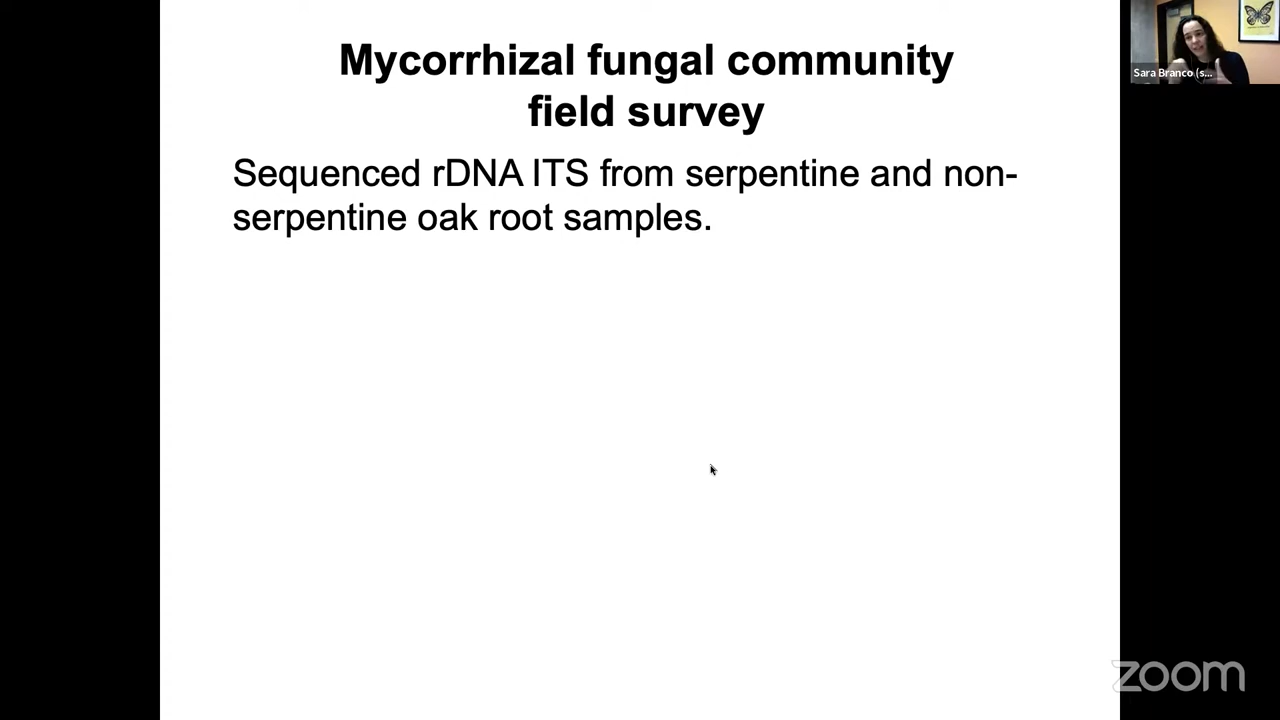 Mycorrhizal fungal community
field survey
Sequenced rDNA ITS from serpentine and non-
serpentine oak root samples.
Sara Branco (s...
zoom